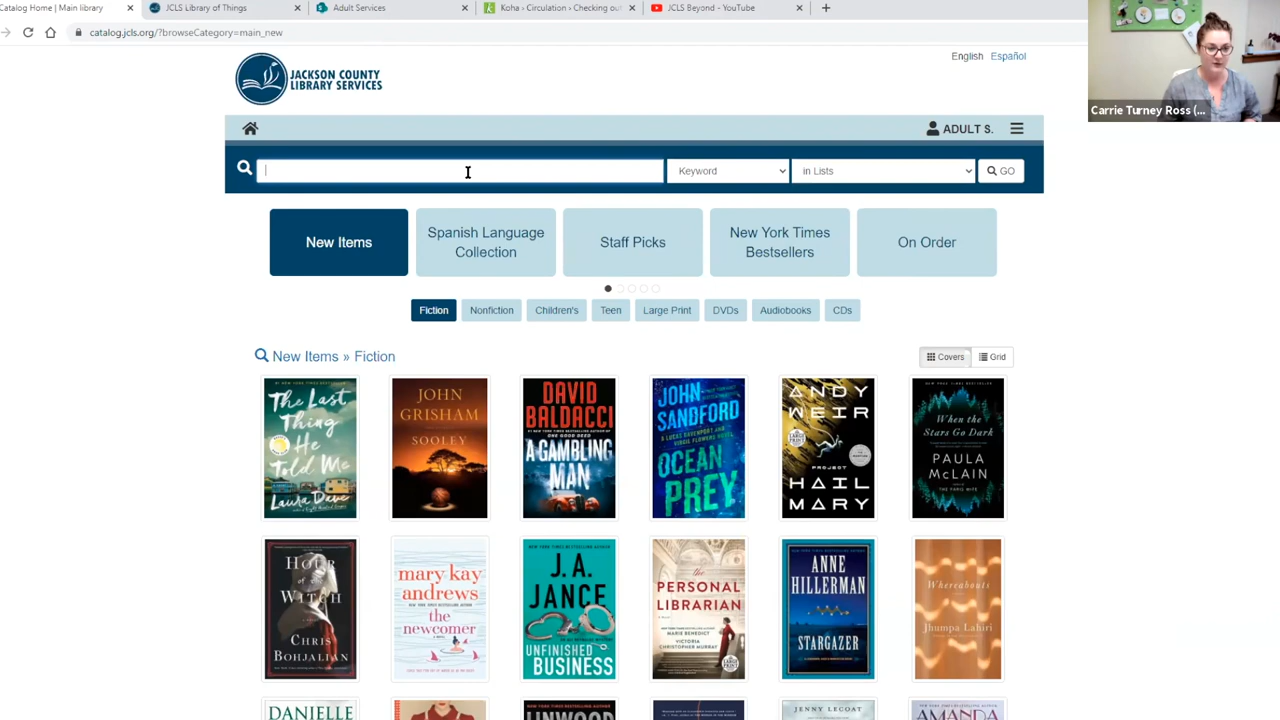 Catalog Home | Main library
JCLS Library of Things
Adult Services
Koha › Circulation › Checking out
JCLS Beyond - YouTube
catalog.jcls.org/?browseCategory=main_new
Carrie Turney Ross (...
JACKSON COUNTY
LIBRARY SERVICES
English Español
ADULT S.
Keyword
in Lists
GO
New Items
Spanish Language
Collection
Staff Picks
New York Times
Bestsellers
On Order
Fiction
Nonfiction
Children's
Teen
Large Print
DVDs
Audiobooks
CDs
New Items » Fiction
Covers
Grid
The Last
Thing
He
Told Me
Laura Dave
JOHN
GRISHAM
SOOLEY
DAVID
BALDACCI
A GAMBLING
MAN
JOHN
SANDFORD
OCEAN
PREY
ANDY
WEIR
PROJECT
HAIL
MARY
When the
Stars Go Dark
PAULA
McLAIN
HOUR
of the
WITCH
CHRIS
BOHJALIAN
mary kay
andrews
the
newcomer
J.A.
JANCE
UNFINISHED
BUSINESS
the
PERSONAL
LIBRARIAN
MARIE BENEDICT
VICTORIA
CHRISTOPHER MURRAY
ANNE
HILLERMAN
STARGAZER
Whereabouts
Jhumpa Lahiri
DANIELLE
LINWOOD
JENNY LECOAT
AMANDA